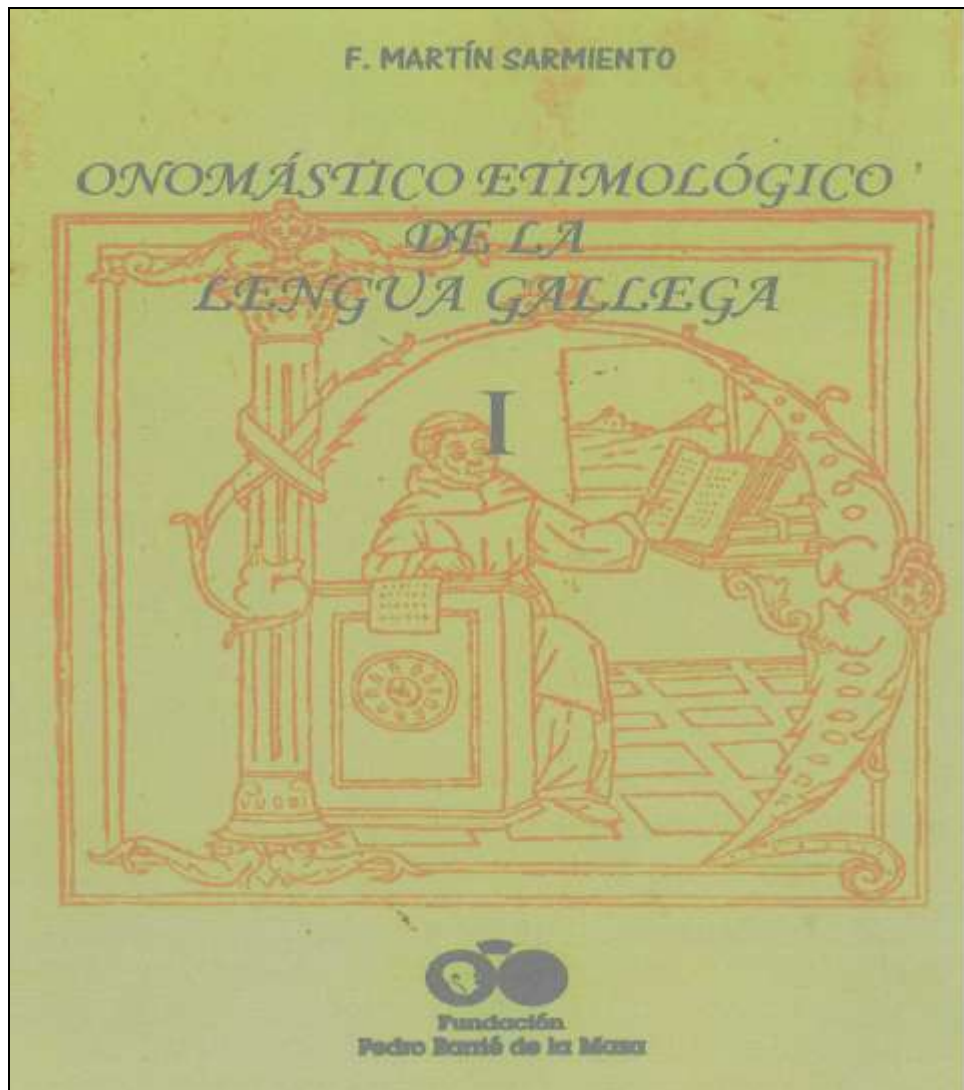 F. MARTÍN SARMIENTO
ONOMÁSTICO ETIMOLÓGICO
DE LA
LENGUA GALLEGA
I
Fundación
Pedro Barrié de la Maza